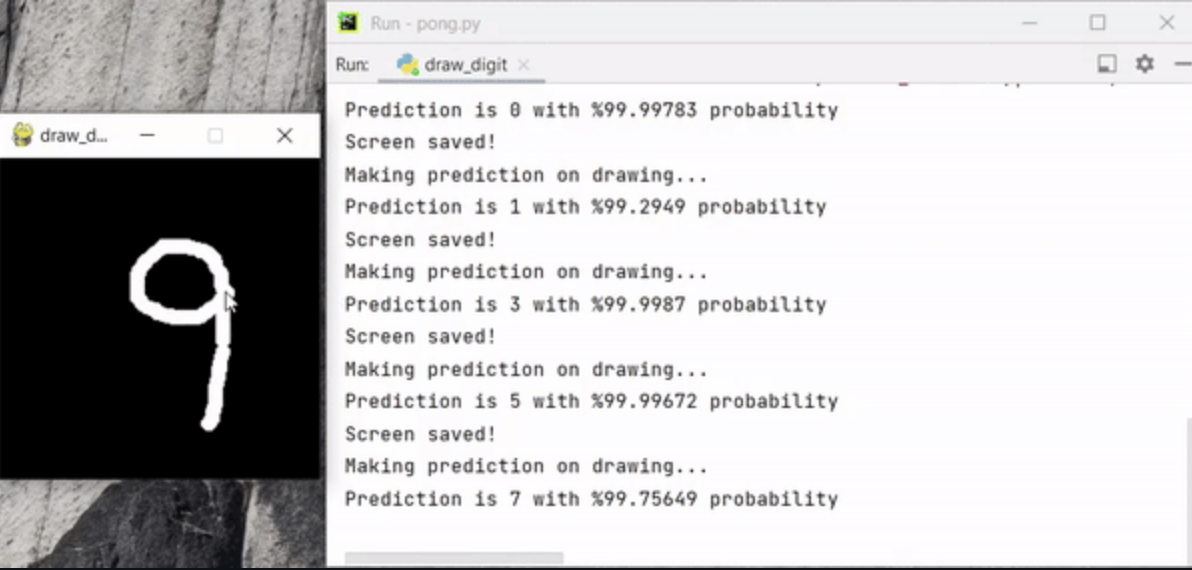 Run - pong.py
Run: draw_digit
Prediction is 0 with %99.99783 probability
Screen saved!
Making prediction on drawing...
Prediction is 1 with %99.2949 probability
Screen saved!
Making prediction on drawing...
Prediction is 3 with %99.9987 probability
Screen saved!
Making prediction on drawing...
Prediction is 5 with %99.99672 probability
Screen saved!
Making prediction on drawing...
Prediction is 7 with %99.75649 probability
draw_d...
9